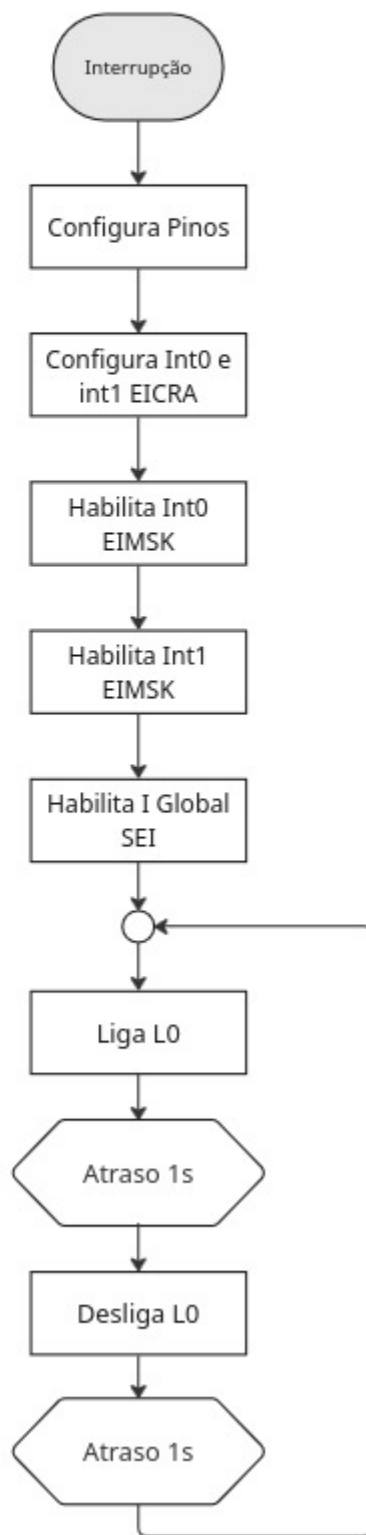 Interrupção
Configura Pinos
Configura Int0 e
int1 EICRA
Habilita Int0
EIMSK
Habilita Int1
EIMSK
Habilita I Global
SEI
Liga L0
Atraso 1s
Desliga L0
Atraso 1s